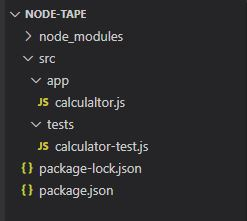 NODE-TAPE
node_modules
src
app
JS calculaltor.js
tests
JS calculator-test.js
{} package-lock.json
{} package.json